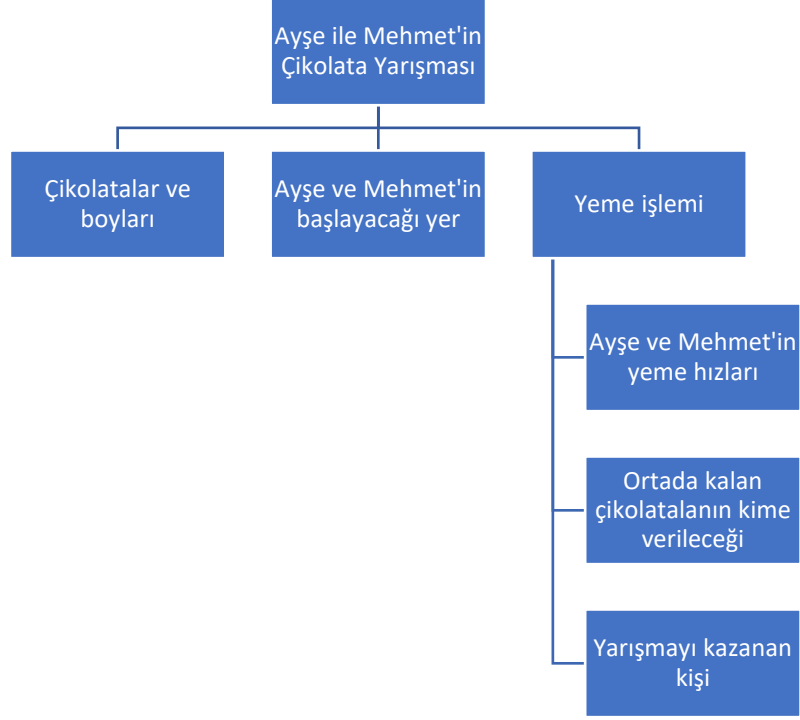 Ayşe ile Mehmet'in
Çikolata Yarışması
Çikolatalar ve
boyları
Ayşe ve Mehmet'in
başlayacağı yer
Yeme işlemi
Ayşe ve Mehmet'in
yeme hızları
Ortada kalan
çikolatalanın kime
verileceği
Yarışmayı kazanan
kişi